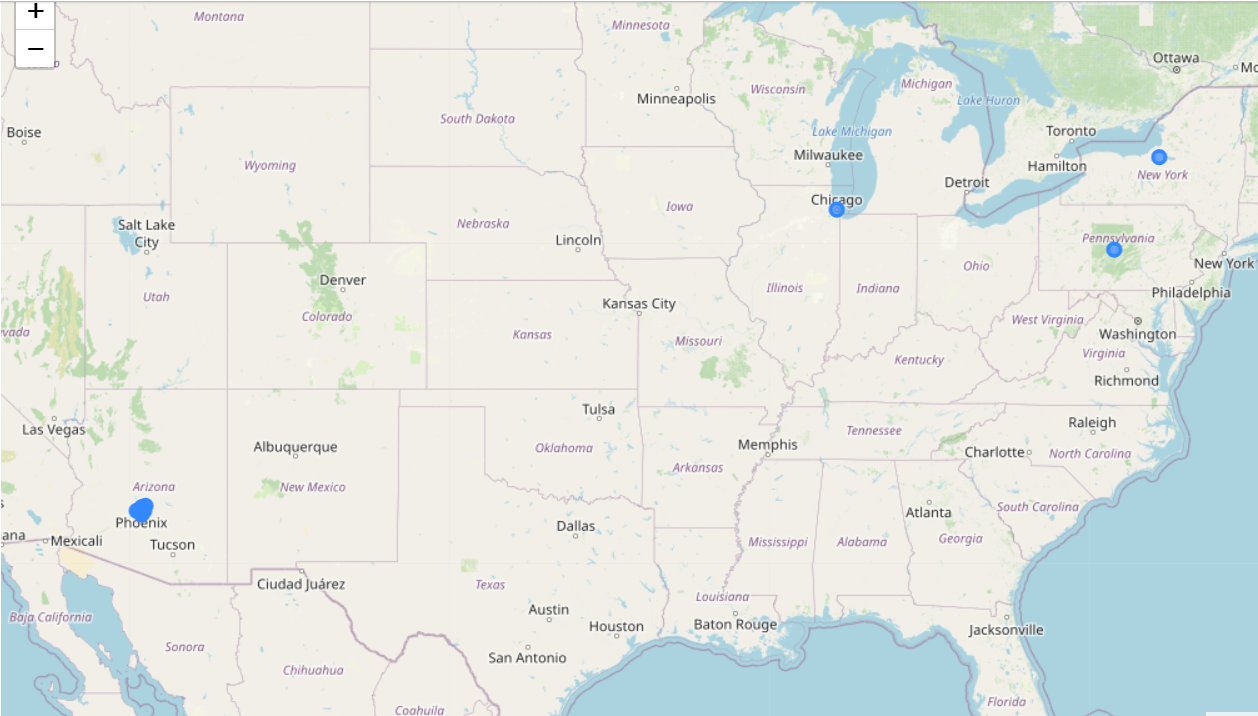 +
−
Montana
Minnesota
Ottawa
Mo
Minneapolis
Wisconsin
Michigan
Lake Huron
Boise
South Dakota
Lake Michigan
Toronto
Wyoming
Milwaukee
Hamilton
Detroit
New York
Chicago
Iowa
Salt Lake
City
Nebraska
Lincoln
Pennsylvania
New York
Denver
Utah
Colorado
Ohio
Illinois
Indiana
Philadelphia
Kansas City
vada
Kansas
Missouri
West Virginia
Washington
Kentucky
Virginia
Richmond
Las Vegas
Tulsa
Raleigh
Albuquerque
Oklahoma
Memphis
Tennessee
Charlotte
North Carolina
Arkansas
Arizona
New Mexico
Phoenix
Dallas
Atlanta
South Carolina
ana
Mexicali
Tucson
Mississippi
Alabama
Georgia
Ciudad Juárez
Texas
Louisiana
Baja California
Austin
Houston
Baton Rouge
Jacksonville
Sonora
San Antonio
Chihuahua
Coahuila
Florida